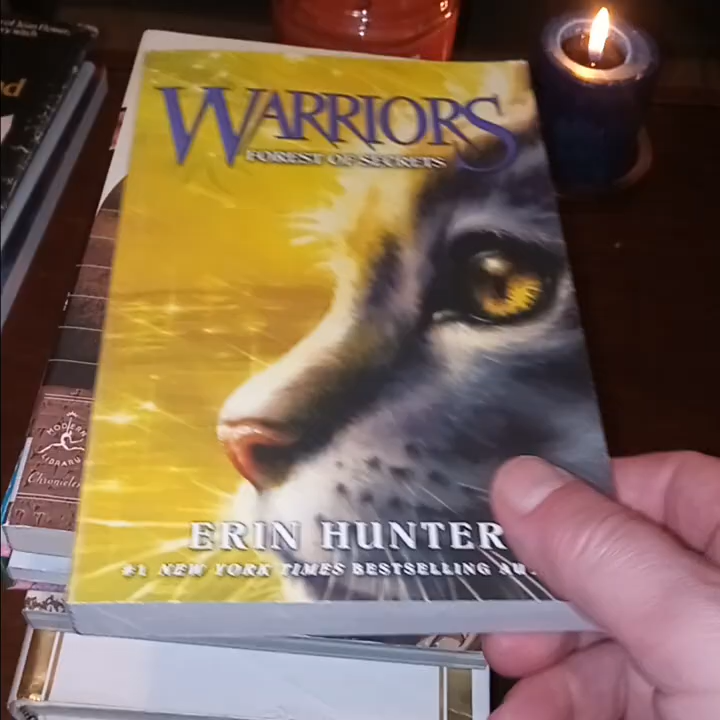 WARRIORS
FOREST OF SECRETS
ERIN HUNTER
#1 NEW YORK TIMES BESTSELLING
MODERN
LIBRARY
Chronicles